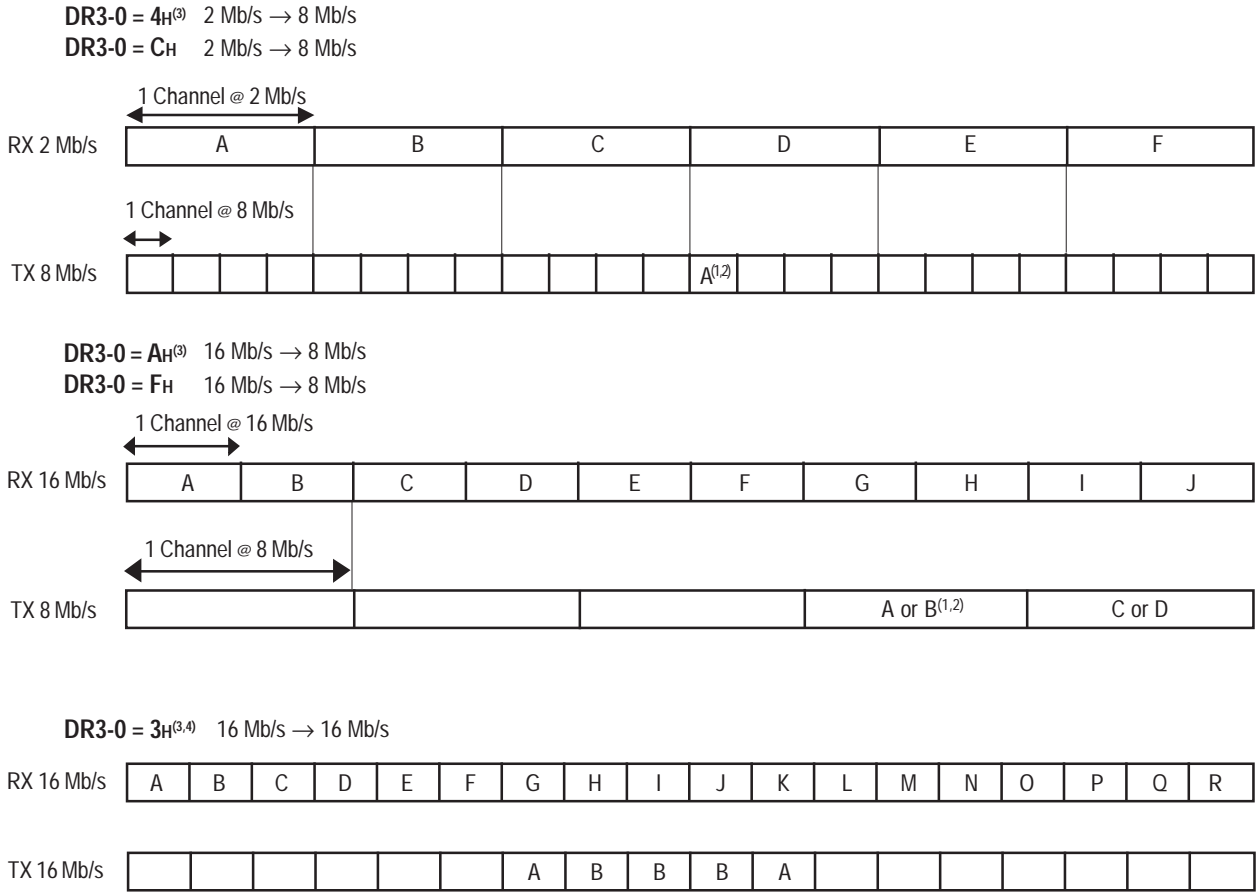 DR3-0 = 4H(3) 2 Mb/s → 8 Mb/s
DR3-0 = CH 2 Mb/s → 8 Mb/s
1 Channel @ 2 Mb/s
RX 2 Mb/s A B C D E F
1 Channel @ 8 Mb/s
TX 8 Mb/s A(1,2)
DR3-0 = AH(3) 16 Mb/s → 8 Mb/s
DR3-0 = FH 16 Mb/s → 8 Mb/s
1 Channel @ 16 Mb/s
RX 16 Mb/s A B C D E F G H I J
1 Channel @ 8 Mb/s
TX 8 Mb/s A or B(1,2) C or D
DR3-0 = 3H(3,4) 16 Mb/s → 16 Mb/s
RX 16 Mb/s A B C D E F G H I J K L M N O P Q R
TX 16 Mb/s A B B B A